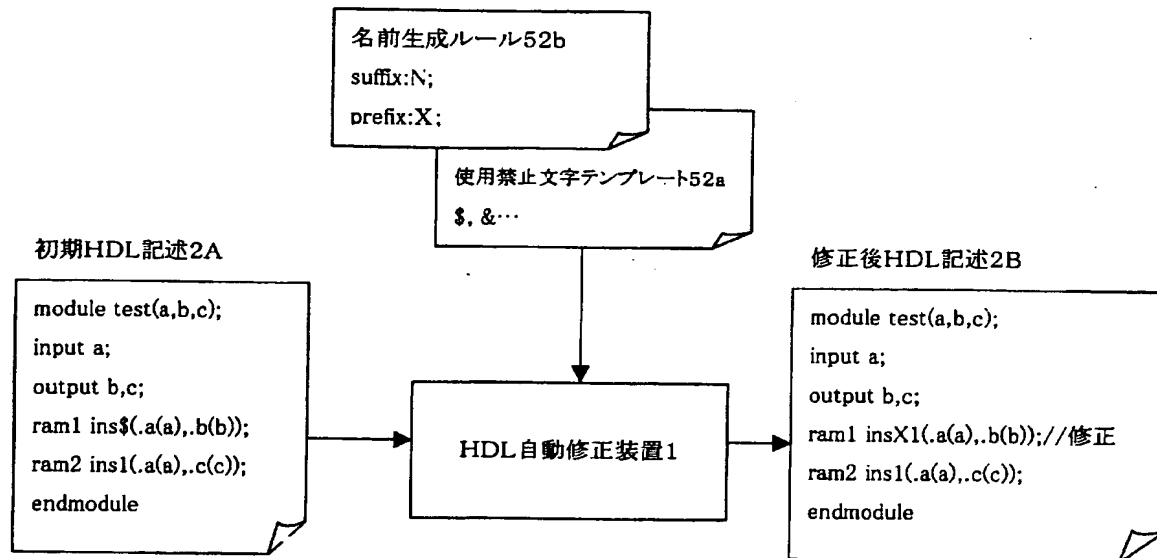 名前生成ルール52b
suffix:N;
prefix:X;
使用禁止文字テンプレート52a
$, &…
初期HDL記述2A
module test(a,b,c);
input a;
output b,c;
ram1 ins$(.a(a),.b(b));
ram2 ins1(.a(a),.c(c));
endmodule
HDL自動修正装置1
修正後HDL記述2B
module test(a,b,c);
input a;
output b,c;
ram1 insX1(.a(a),.b(b));//修正
ram2 ins1(.a(a),.c(c));
endmodule